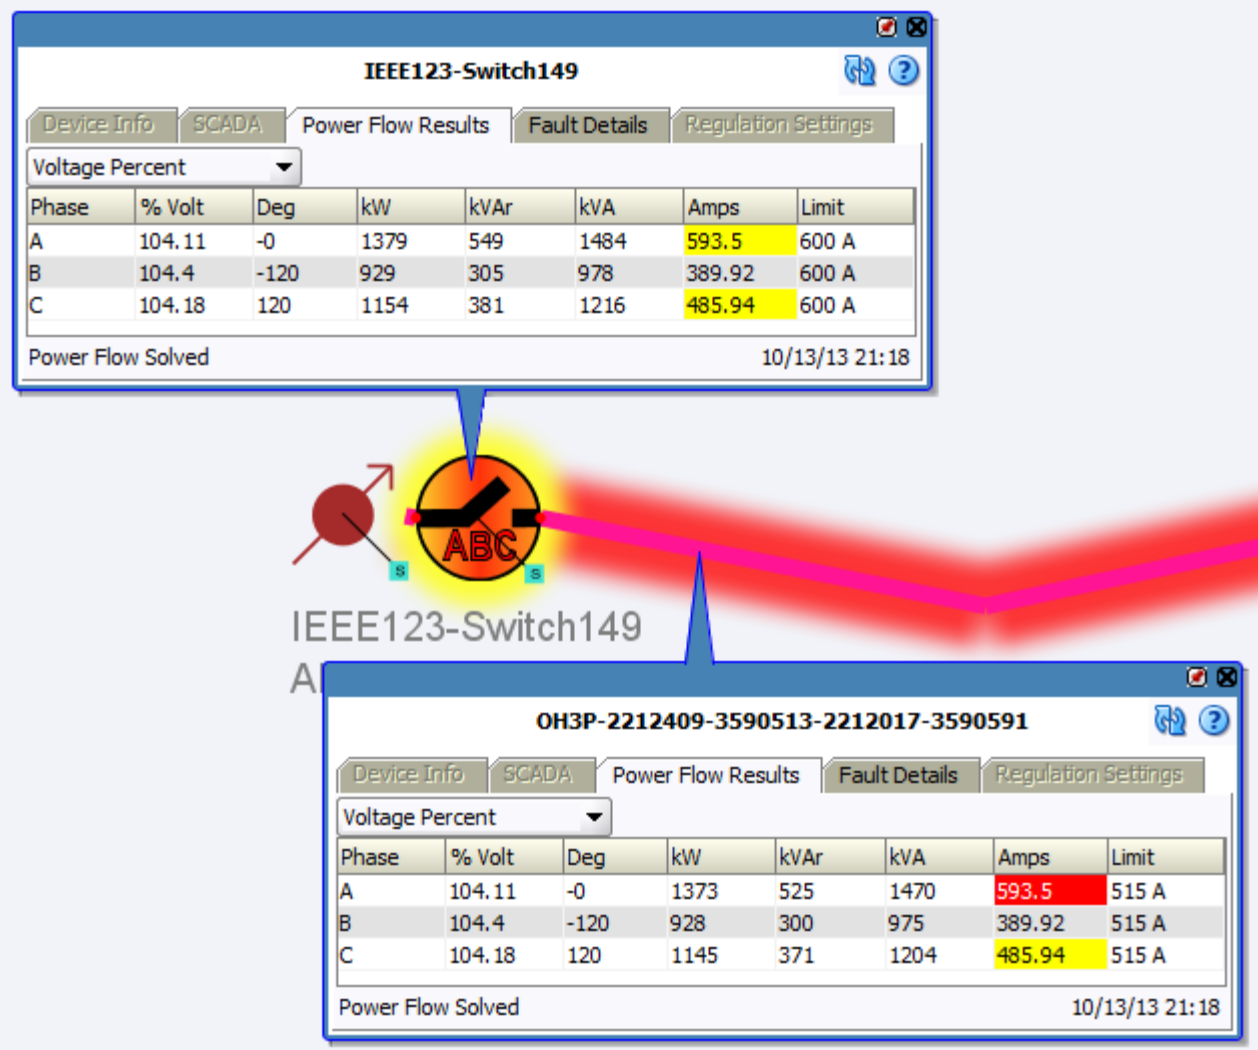 IEEE123-Switch149
Device Info SCADA Power Flow Results Fault Details Regulation Settings
Voltage Percent
Phase % Volt Deg kW kVAr kVA Amps Limit
A 104.11 -0 1379 549 1484 593.5 600 A
B 104.4 -120 929 305 978 389.92 600 A
C 104.18 120 1154 381 1216 485.94 600 A
Power Flow Solved 10/13/13 21:18
ABC
s s
IEEE123-Switch149
OH3P-2212409-3590513-2212017-3590591
Device Info SCADA Power Flow Results Fault Details Regulation Settings
Voltage Percent
Phase % Volt Deg kW kVAr kVA Amps Limit
A 104.11 -0 1373 525 1470 593.5 515 A
B 104.4 -120 928 300 975 389.92 515 A
C 104.18 120 1145 371 1204 485.94 515 A
Power Flow Solved 10/13/13 21:18